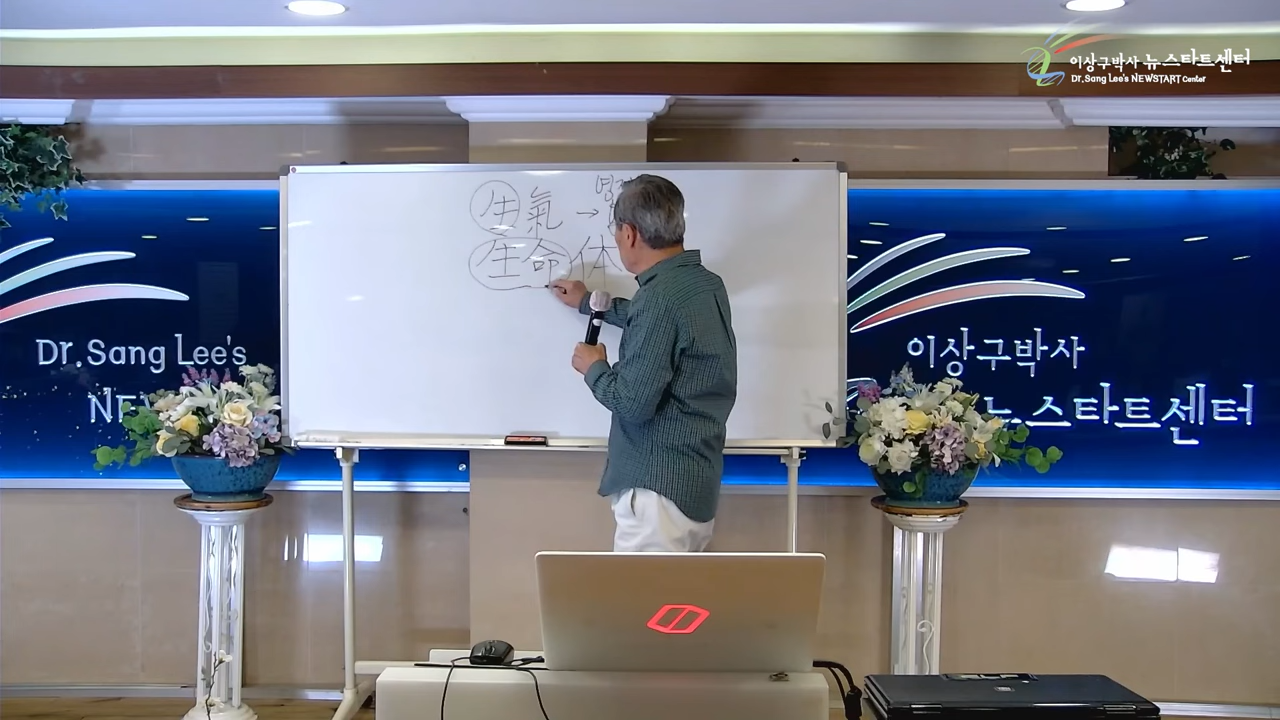 이상구박사 뉴스타트센터
Dr. Sang Lee's NEWSTART Center
生氣 →
生命体
Dr. Sang Lee's
이상구박사
뉴스타트센터